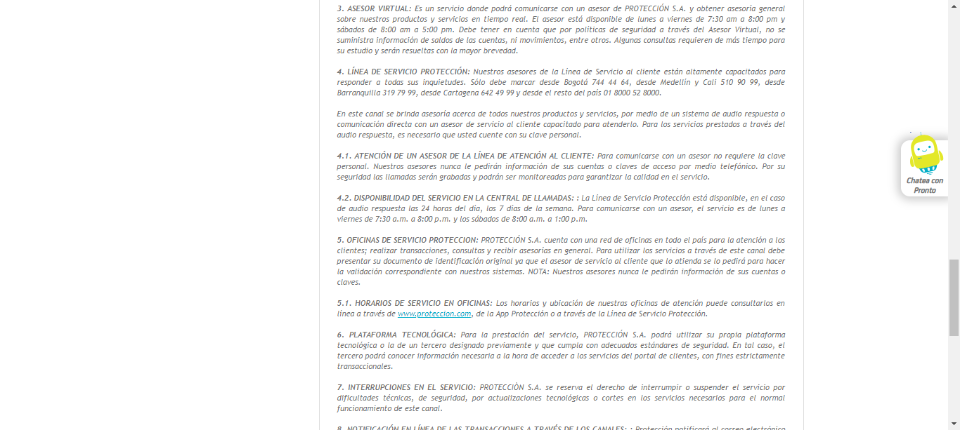 3. ASESOR VIRTUAL: Es un servicio donde podrá comunicarse con un asesor de PROTECCIÓN S.A. y obtener asesoría general
sobre nuestros productos y servicios en tiempo real. El asesor está disponible de lunes a viernes de 7:30 am a 8:00 pm y
sábados de 8:00 am a 5:00 pm. Debe tener en cuenta que por políticas de seguridad a través del Asesor Virtual, no se
suministra información de saldos de las cuentas, ni movimientos, entre otros. Algunas consultas requieren de más tiempo para
su estudio y serán resueltas con la mayor brevedad.
4. LÍNEA DE SERVICIO PROTECCIÓN: Nuestros asesores de la Línea de Servicio al cliente están altamente capacitados para
responder a todas sus inquietudes. Sólo debe marcar desde Bogotá 744 44 64, desde Medellín y Cali 510 90 99, desde
Barranquilla 319 79 99, desde Cartagena 642 49 99 y desde el resto del país 01 8000 52 8000.
En este canal se brinda asesoría acerca de todos nuestros productos y servicios, por medio de un sistema de audio respuesta o
comunicación directa con un asesor de servicio al cliente capacitado para atenderlo. Para los servicios prestados a través del
audio respuesta, es necesario que usted cuente con su clave personal.
4.1. ATENCIÓN DE UN ASESOR DE LA LÍNEA DE ATENCIÓN AL CLIENTE: Para comunicarse con un asesor no requiere la clave
personal. Nuestros asesores nunca le pedirán información de sus cuentas o claves de acceso por medio telefónico. Por su
seguridad las llamadas serán grabadas y podrán ser monitoreadas para garantizar la calidad en el servicio.
4.2. DISPONIBILIDAD DEL SERVICIO EN LA CENTRAL DE LLAMADAS: : La Línea de Servicio Protección está disponible, en el caso
de audio respuesta las 24 horas del día, los 7 días de la semana. Para comunicarse con un asesor, el servicio es de lunes a
viernes de 7:30 a.m. a 8:00 p.m. y los sábados de 8:00 a.m. a 1:00 p.m.
5. OFICINAS DE SERVICIO PROTECCION: PROTECCIÓN S.A. cuenta con una red de oficinas en todo el país para la atención a los
clientes; realizar transacciones, consultas y recibir asesorías en general. Para utilizar los servicios a través de este canal deben
presentar su documento de identificación original ya que el asesor de servicio al cliente que lo atienda se lo pedirá para hacer
la validación correspondiente con nuestros sistemas. NOTA: Nuestros asesores nunca le pedirán información de sus cuentas o
claves.
5.1. HORARIOS DE SERVICIO EN OFICINAS: Los horarios y ubicación de nuestras oficinas de atención puede consultarlos en
línea a través de www.proteccion.com, de la App Protección o a través de la Línea de Servicio Protección.
6. PLATAFORMA TECNOLÓGICA: Para la prestación del servicio, PROTECCIÓN S.A. podrá utilizar su propia plataforma
tecnológica o la de un tercero designado previamente y que cumpla con adecuados estándares de seguridad. En tal caso, el
tercero podrá conocer información necesaria a la hora de acceder a los servicios del portal de clientes, con fines estrictamente
transaccionales.
7. INTERRUPCIONES EN EL SERVICIO: PROTECCIÓN S.A. se reserva el derecho de interrumpir o suspender el servicio por
dificultades técnicas, de seguridad, por actualizaciones tecnológicas o cortes en los servicios necesarios para el normal
funcionamiento de este canal.
8. NOTIFICACIÓN EN LÍNEA DE LAS TRANSACCIONES A TRAVÉS DE LOS CANALES: : Protección notificará al correo electrónico
Chatea con
Pronto